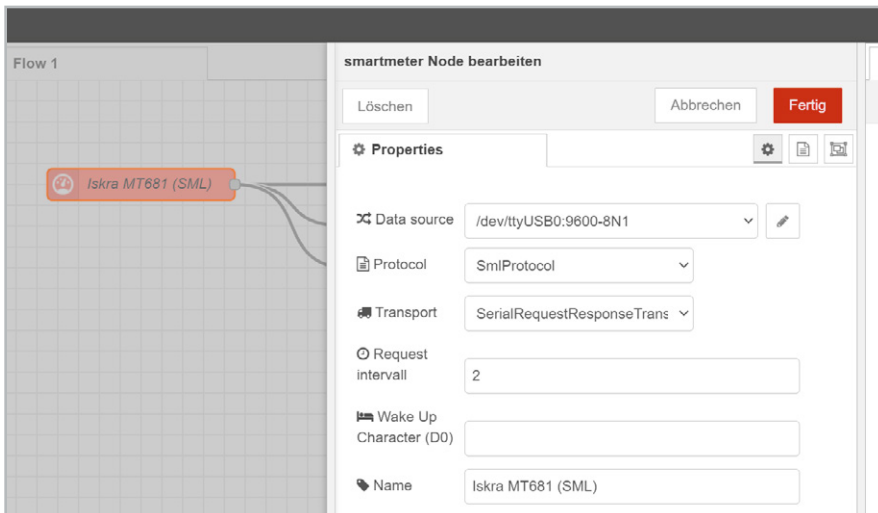 Flow 1
smartmeter Node bearbeiten
Löschen
Abbrechen
Fertig
Properties
Iskra MT681 (SML)
Data source
/dev/ttyUSB0:9600-8N1
Protocol
SmlProtocol
Transport
SerialRequestResponseTrans
Request
intervall
2
Wake Up
Character (D0)
Name
Iskra MT681 (SML)